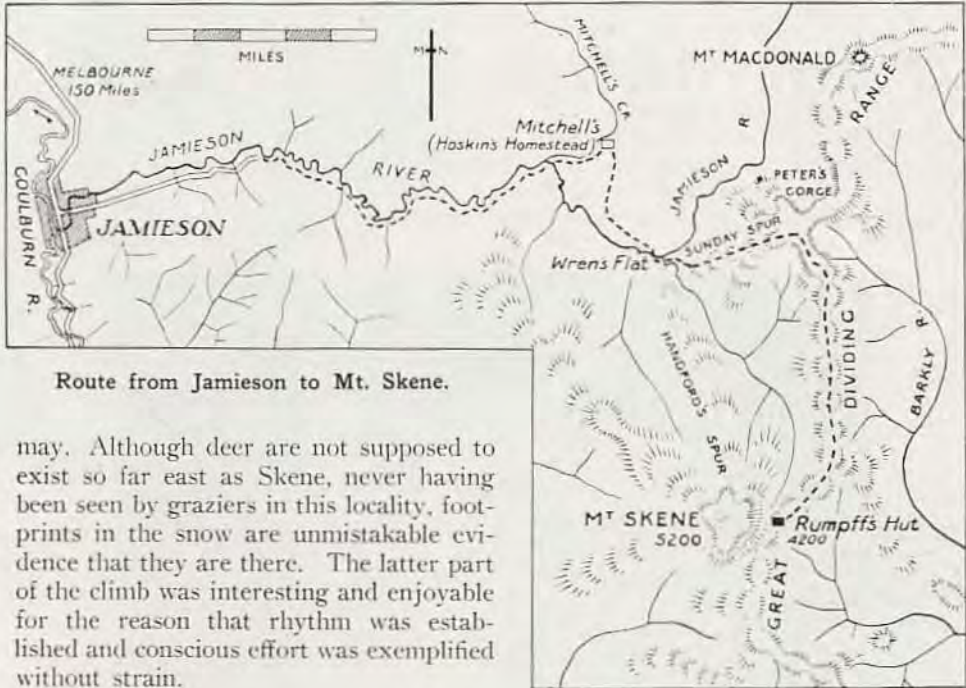 MILES
M N
MELBOURNE
150 Miles
JAMIESON
RIVER
GOULBURN
R.
JAMIESON
MITCHELL'S CR.
Mitchell's
(Hoskin's Homestead)
MT MACDONALD
RANGE
JAMIESON
R
PETER'S
GORGE
SUNDAY SPUR
Wrens Flat
HANDFORD'S
SPUR
DIVIDING
BARKLY R.
MT SKENE
5200
Rumpff's Hut
4200
GREAT
Route from Jamieson to Mt. Skene.
may. Although deer are not supposed to
exist so far east as Skene, never having
been seen by graziers in this locality, foot-
prints in the snow are unmistakable evi-
dence that they are there. The latter part
of the climb was interesting and enjoyable
for the reason that rhythm was estab-
lished and conscious effort was exemplified
without strain.